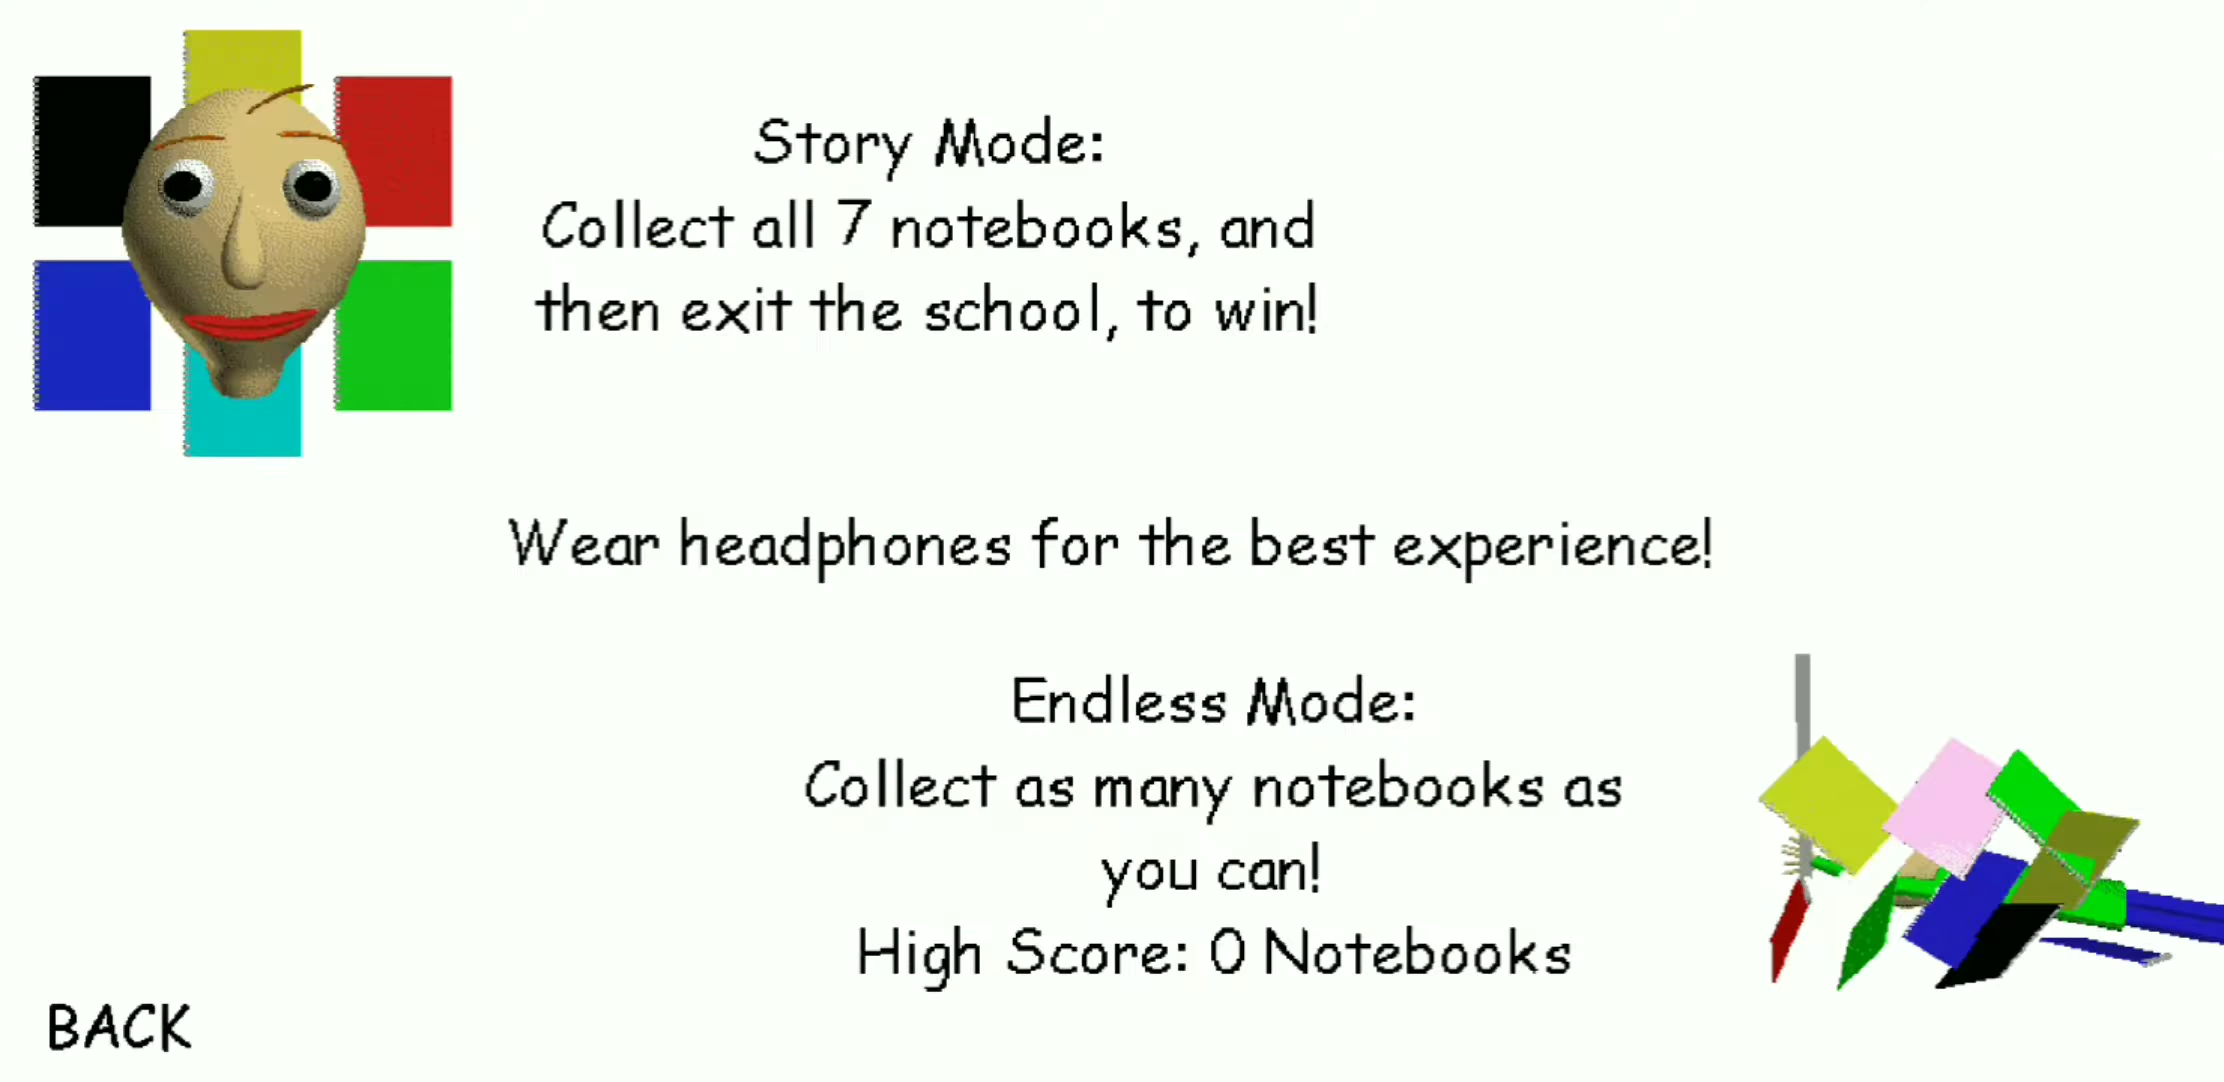 Story Mode:
Collect all 7 notebooks, and
then exit the school, to win!
Wear headphones for the best experience!
Endless Mode:
Collect as many notebooks as
you can!
High Score: 0 Notebooks
BACK